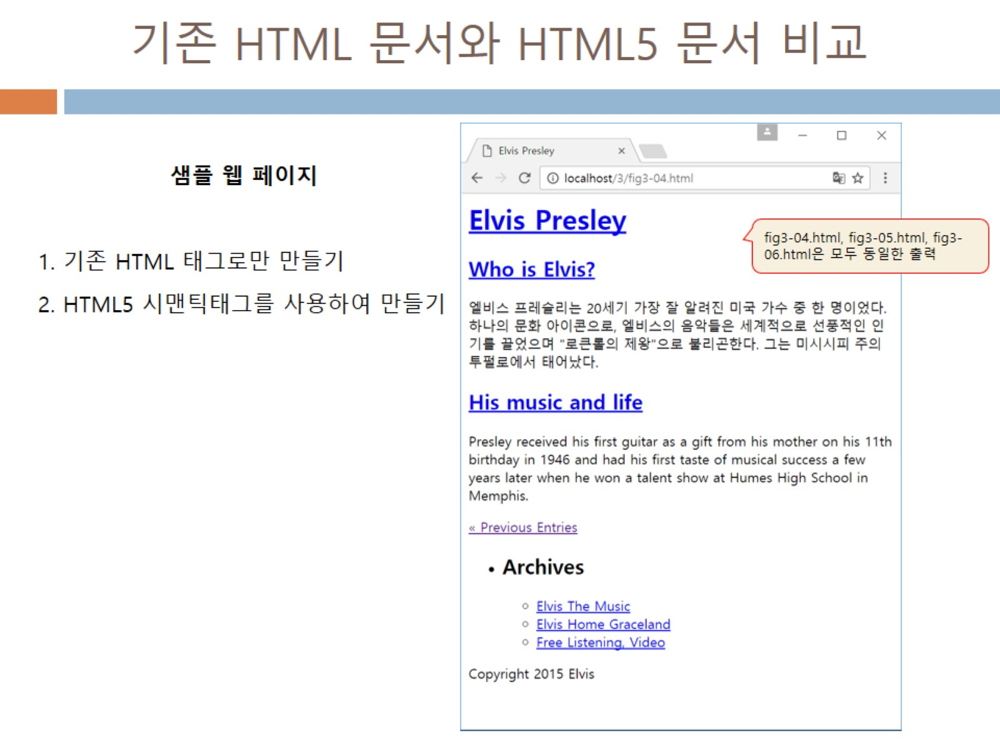 기존 HTML 문서와 HTML5 문서 비교
샘플 웹 페이지
1. 기존 HTML 태그로만 만들기
2. HTML5 시맨틱태그를 사용하여 만들기
Elvis Presley
localhost/3/fig3-04.html
Elvis Presley
fig3-04.html, fig3-05.html, fig3-
06.html은 모두 동일한 출력
Who is Elvis?
엘비스 프레슬리는 20세기 가장 잘 알려진 미국 가수 중 한 명이었다.
하나의 문화 아이콘으로, 엘비스의 음악들은 세계적으로 선풍적인 인
기를 끌었으며 "로큰롤의 제왕"으로 불리곤한다. 그는 미시시피 주의
투펄로에서 태어났다.
His music and life
Presley received his first guitar as a gift from his mother on his 11th
birthday in 1946 and had his first taste of musical success a few
years later when he won a talent show at Humes High School in
Memphis.
« Previous Entries
• Archives
Elvis The Music
Elvis Home Graceland
Free Listening, Video
Copyright 2015 Elvis